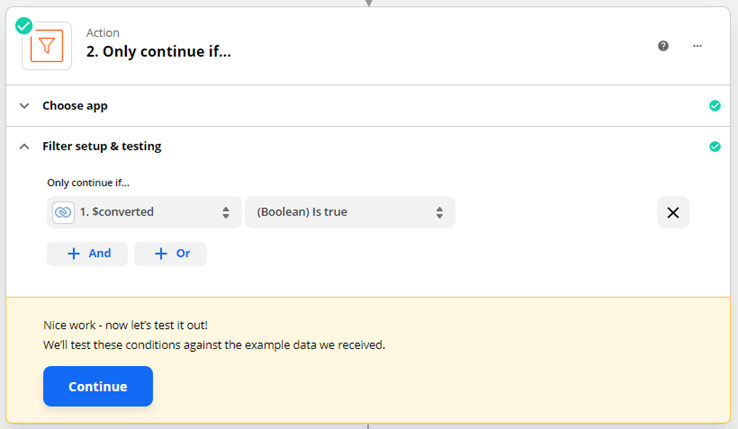 Action
2. Only continue if...
Choose app
Filter setup & testing
Only continue if...
1. $converted
(Boolean) Is true
+ And
+ Or
Nice work - now let's test it out!
We'll test these conditions against the example data we received.
Continue